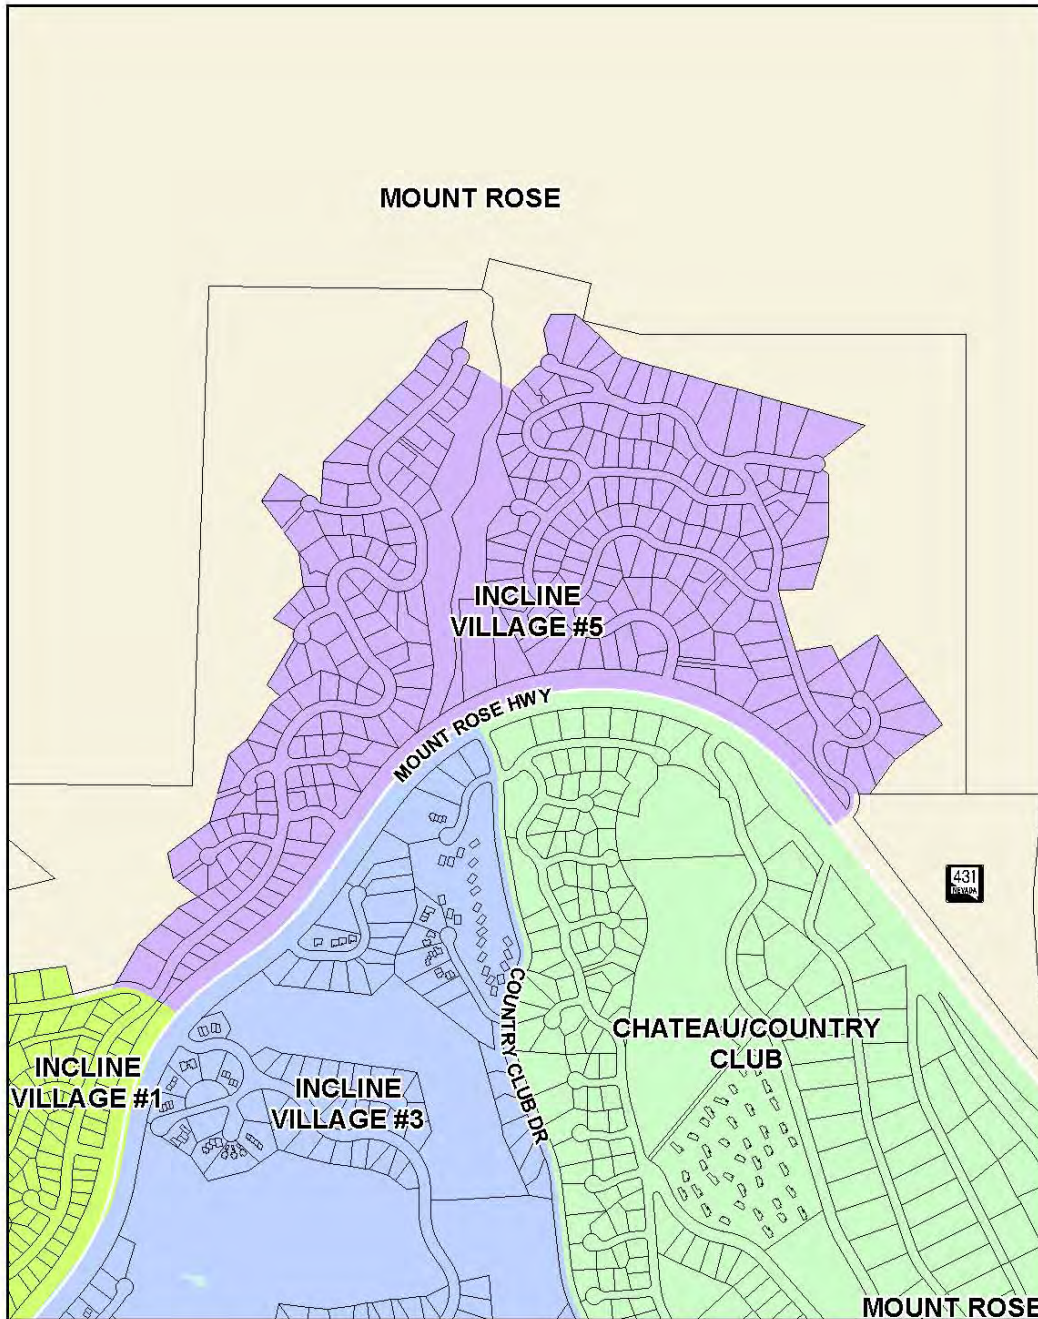 MOUNT ROSE
INCLINE
VILLAGE #5
MOUNT ROSE HWY
431
NEVADA
COUNTRY CLUB DR
CHATEAU/COUNTRY
CLUB
INCLINE
VILLAGE #1
INCLINE
VILLAGE #3
MOUNT ROSE